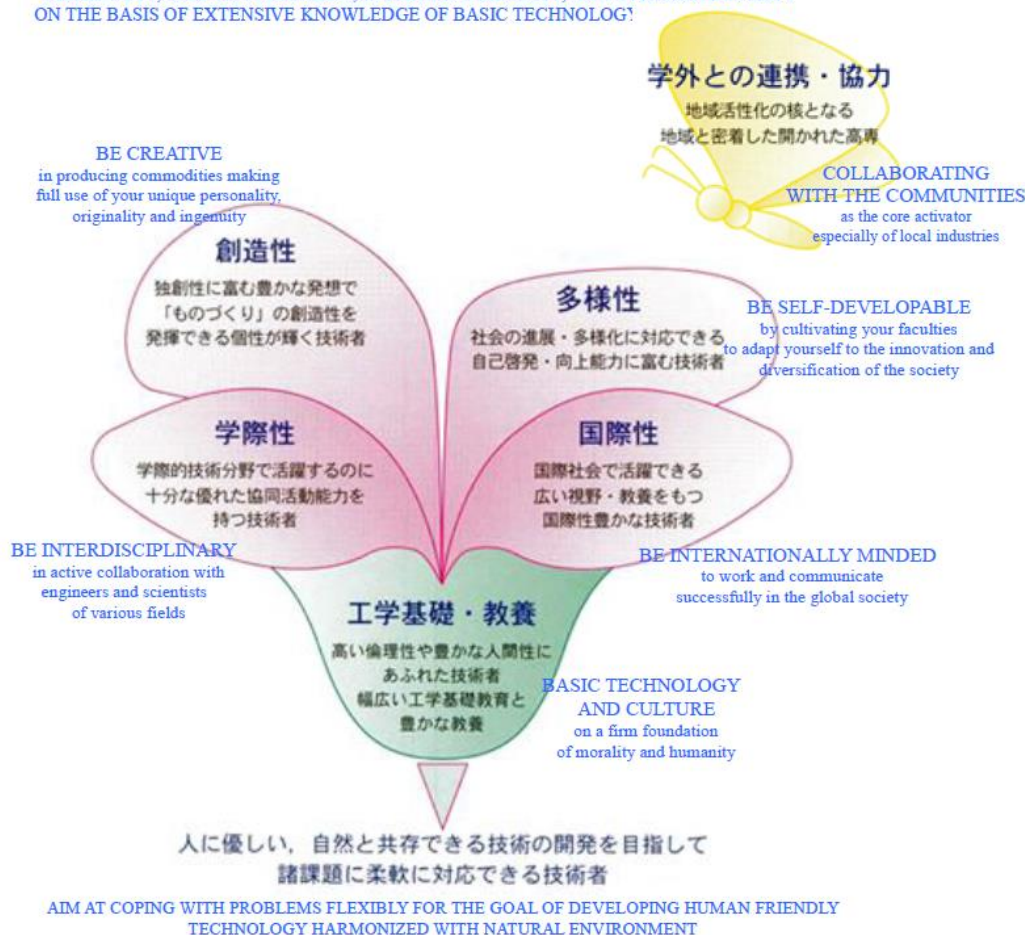 ON THE BASIS OF EXTENSIVE KNOWLEDGE OF BASIC TECHNOLOGY
学外との連携・協力
地域活性化の核となる
地域と密着した開かれた高専
COLLABORATING
WITH THE COMMUNITIES
as the core activator
especially of local industries
BE CREATIVE
in producing commodities making
full use of your unique personality,
originality and ingenuity
創造性
独創性に富む豊かな発想で
「ものづくり」の創造性を
発揮できる個性が輝く技術者
多様性
社会の進展・多様化に対応できる
自己啓発・向上能力に富む技術者
BE SELF-DEVELOPABLE
by cultivating your faculties
to adapt yourself to the innovation and
diversification of the society
学際性
学際的技術分野で活躍するのに
十分な優れた協同活動能力を
持つ技術者
BE INTERDISCIPLINARY
in active collaboration with
engineers and scientists
of various fields
国際性
国際社会で活躍できる
広い視野・教養をもつ
国際性豊かな技術者
BE INTERNATIONALLY MINDED
to work and communicate
successfully in the global society
工学基礎・教養
高い倫理性や豊かな人間性に
あふれた技術者
幅広い工学基礎教育と
豊かな教養
BASIC TECHNOLOGY
AND CULTURE
on a firm foundation
of morality and humanity
人に優しい，自然と共存できる技術の開発を目指して
諸課題に柔軟に対応できる技術者
AIM AT COPING WITH PROBLEMS FLEXIBLY FOR THE GOAL OF DEVELOPING HUMAN FRIENDLY
TECHNOLOGY HARMONIZED WITH NATURAL ENVIRONMENT